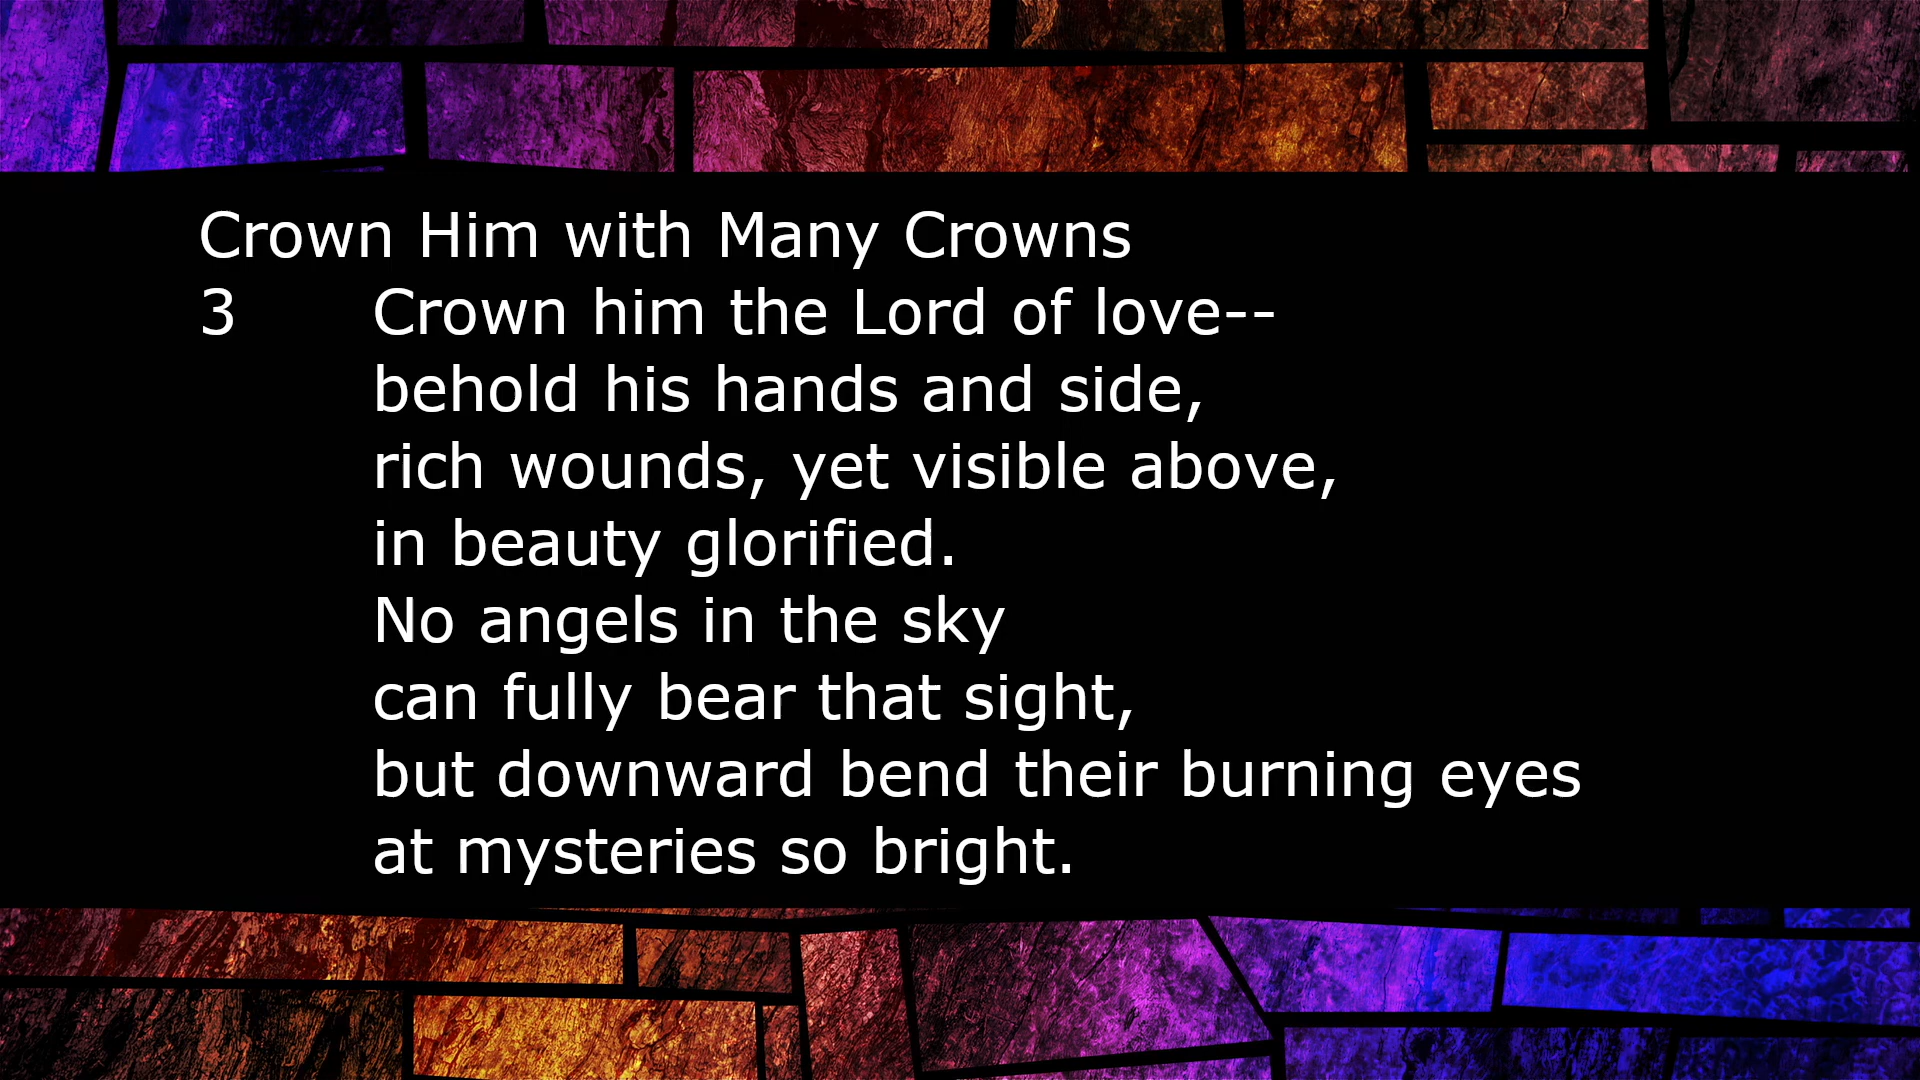 Crown Him with Many Crowns
3 Crown him the Lord of love--
behold his hands and side,
rich wounds, yet visible above,
in beauty glorified.
No angels in the sky
can fully bear that sight,
but downward bend their burning eyes
at mysteries so bright.